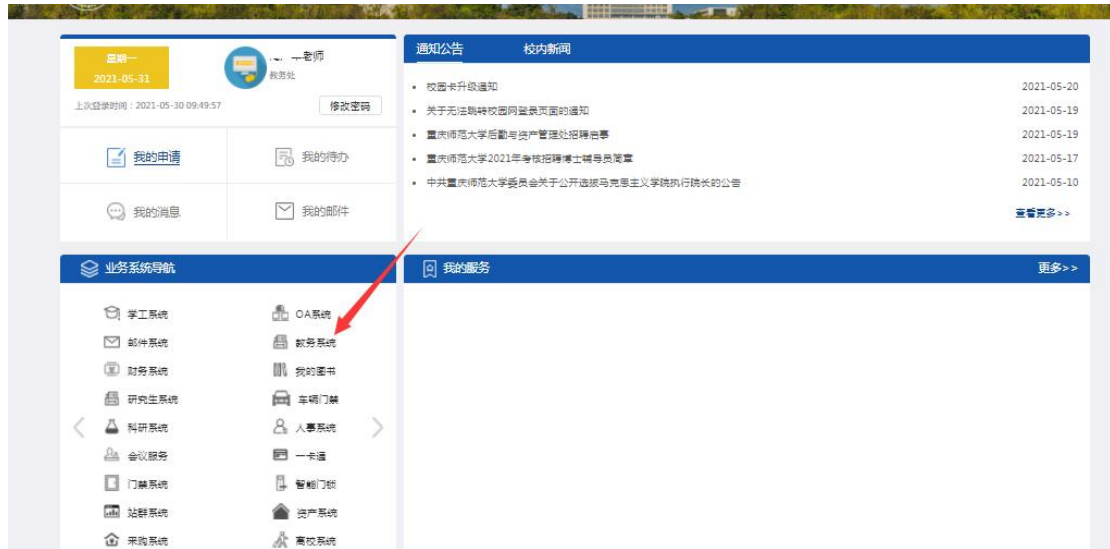 星期一
2021-05-31
老师
教务处
上次登录时间：2021-05-30 09:49:57
修改密码
我的申请
我的待办
我的消息
我的邮件
通知公告
校内新闻
校园卡升级通知 2021-05-20
关于无法跳转校园网登录页面的通知 2021-05-19
重庆师范大学后勤与资产管理处招聘启事 2021-05-19
重庆师范大学2021年考核招聘博士辅导员简章 2021-05-17
中共重庆师范大学委员会关于公开选拔马克思主义学院执行院长的公告 2021-05-10
查看更多>>
业务系统导航
学工系统 OA系统
邮件系统 教务系统
财务系统 我的图书
研究生系统 车辆门禁
科研系统 人事系统
会议服务 一卡通
门禁系统 智能门锁
站群系统 资产系统
采购系统 离校系统
我的服务
更多>>